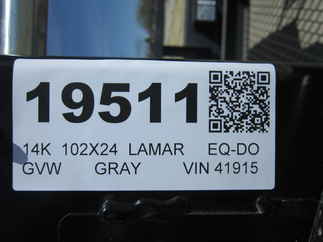 19511
14K 102X24 LAMAR EQ-DO
GVW GRAY VIN 41915